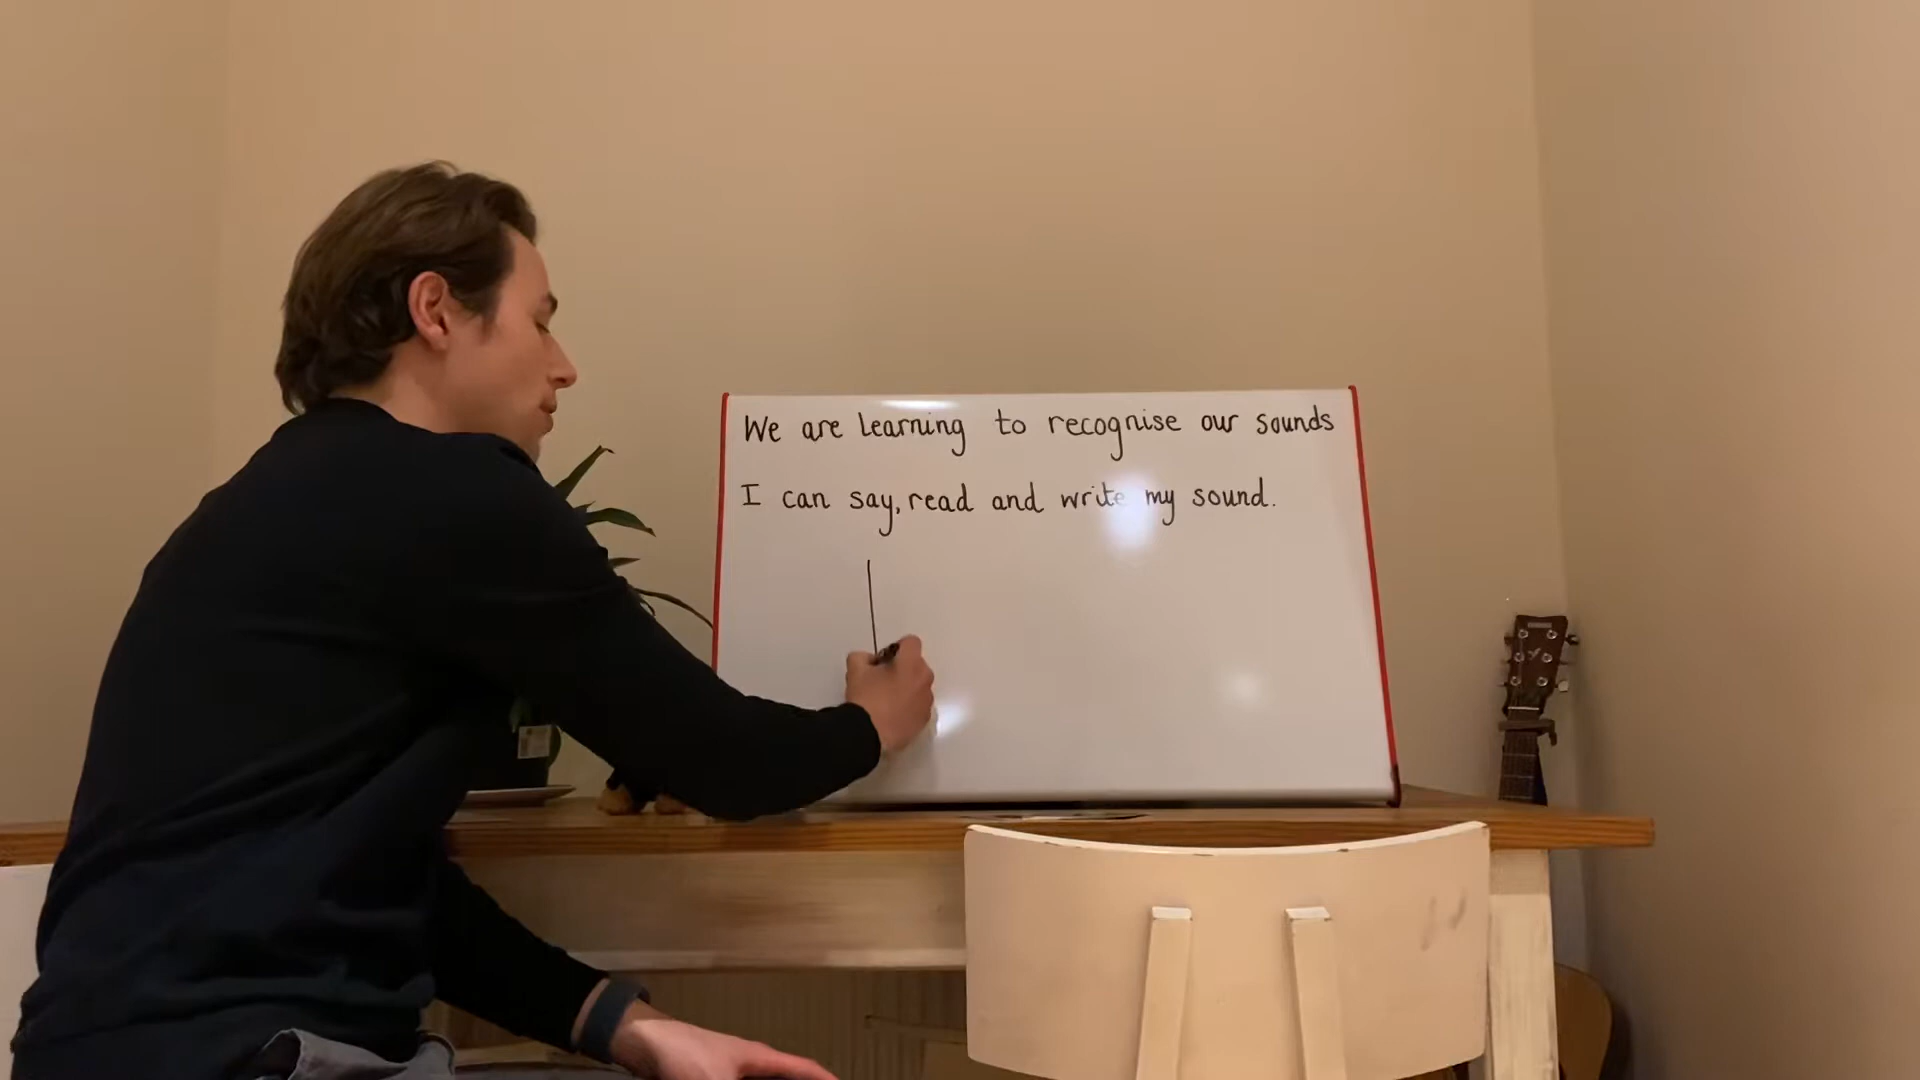 We are learning to recognise our sounds
I can say, read and write my sound.